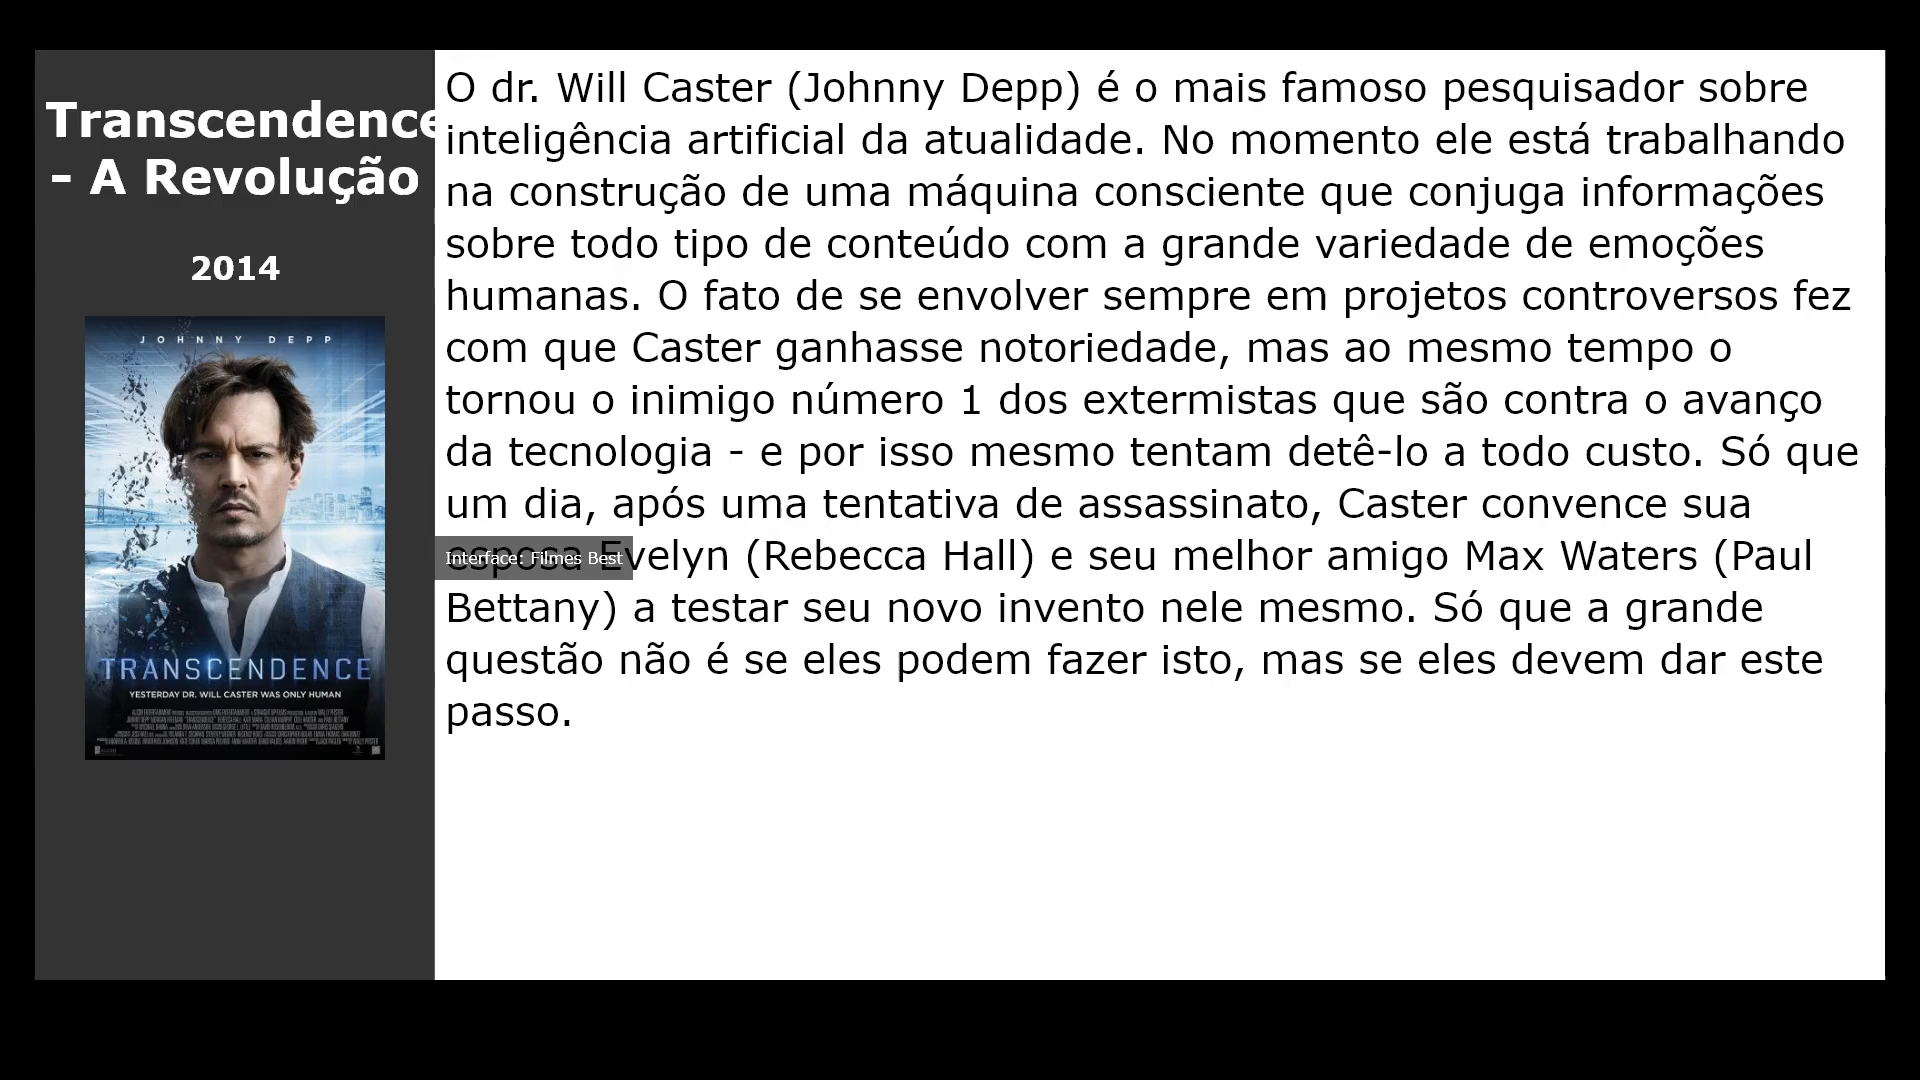 Transcendence
- A Revolução
2014
JOHNNY DEPP
TRANSCENDENCE
YESTERDAY DR. WILL CASTER WAS ONLY HUMAN
O dr. Will Caster (Johnny Depp) é o mais famoso pesquisador sobre
inteligência artificial da atualidade. No momento ele está trabalhando
na construção de uma máquina consciente que conjuga informações
sobre todo tipo de conteúdo com a grande variedade de emoções
humanas. O fato de se envolver sempre em projetos controversos fez
com que Caster ganhasse notoriedade, mas ao mesmo tempo o
tornou o inimigo número 1 dos extermistas que são contra o avanço
da tecnologia - e por isso mesmo tentam detê-lo a todo custo. Só que
um dia, após uma tentativa de assassinato, Caster convence sua
esposa Evelyn (Rebecca Hall) e seu melhor amigo Max Waters (Paul
Interface: Filmes Best
Bettany) a testar seu novo invento nele mesmo. Só que a grande
questão não é se eles podem fazer isto, mas se eles devem dar este
passo.